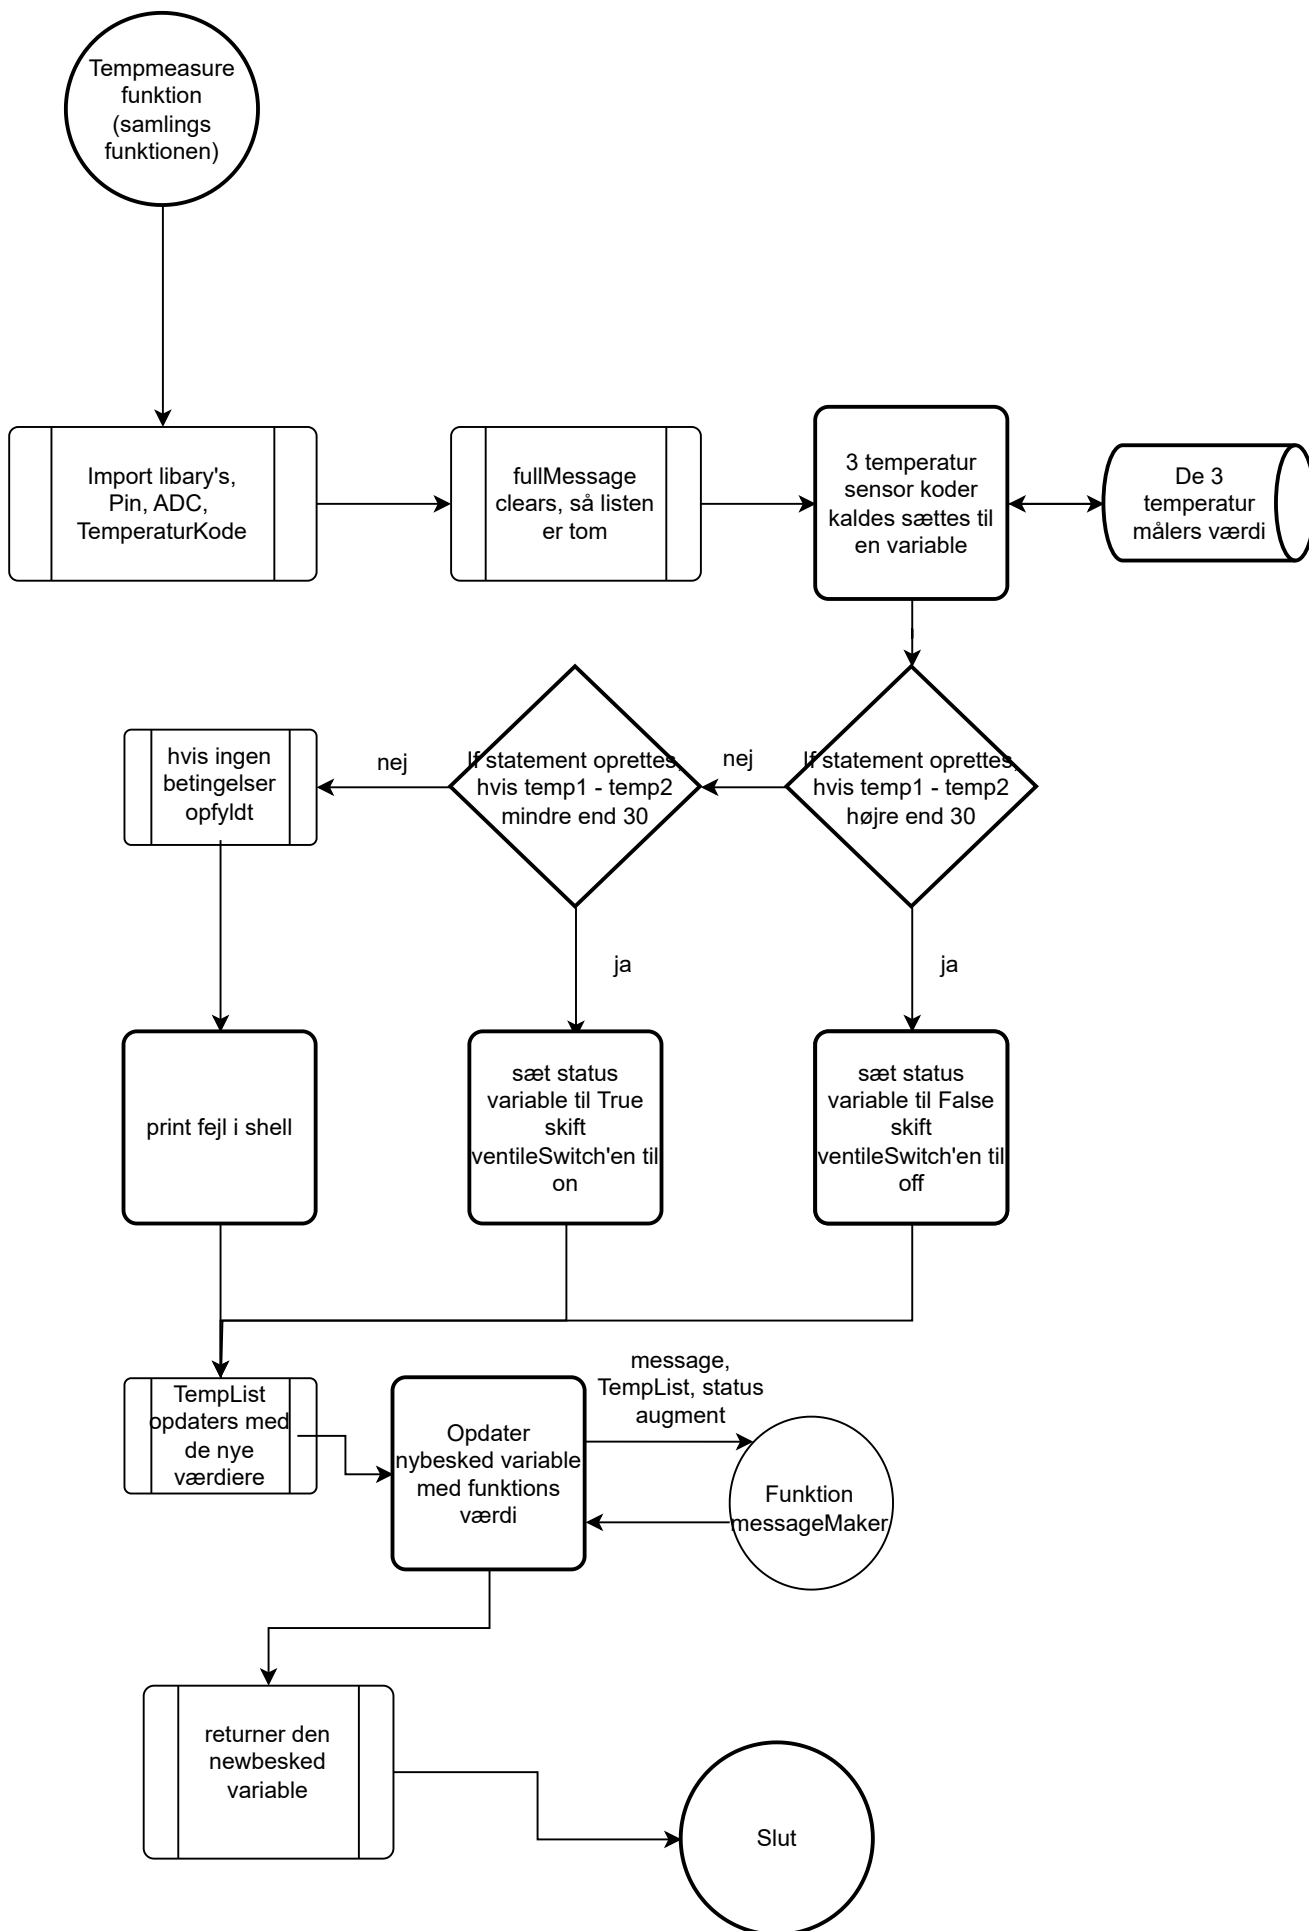 Tempmeasure
funktion
(samlings
funktionen)
Import libary's,
Pin, ADC,
TemperaturKode
fullMessage
clears, så listen
er tom
3 temperatur
sensor koder
kaldes sættes til
en variable
De 3
temperatur
målers værdi
hvis ingen
betingelser
opfyldt
nej
If statement oprettes,
hvis temp1 - temp2
mindre end 30
nej
If statement oprettes,
hvis temp1 - temp2
højre end 30
ja
ja
print fejl i shell
sæt status
variable til True
skift
ventileSwitch'en til
on
sæt status
variable til False
skift
ventileSwitch'en til
off
TempList
opdaters med
de nye
værdiere
Opdater
nybesked variable
med funktions
værdi
message,
TempList, status
augment
Funktion
messageMaker
returner den
newbesked
variable
Slut